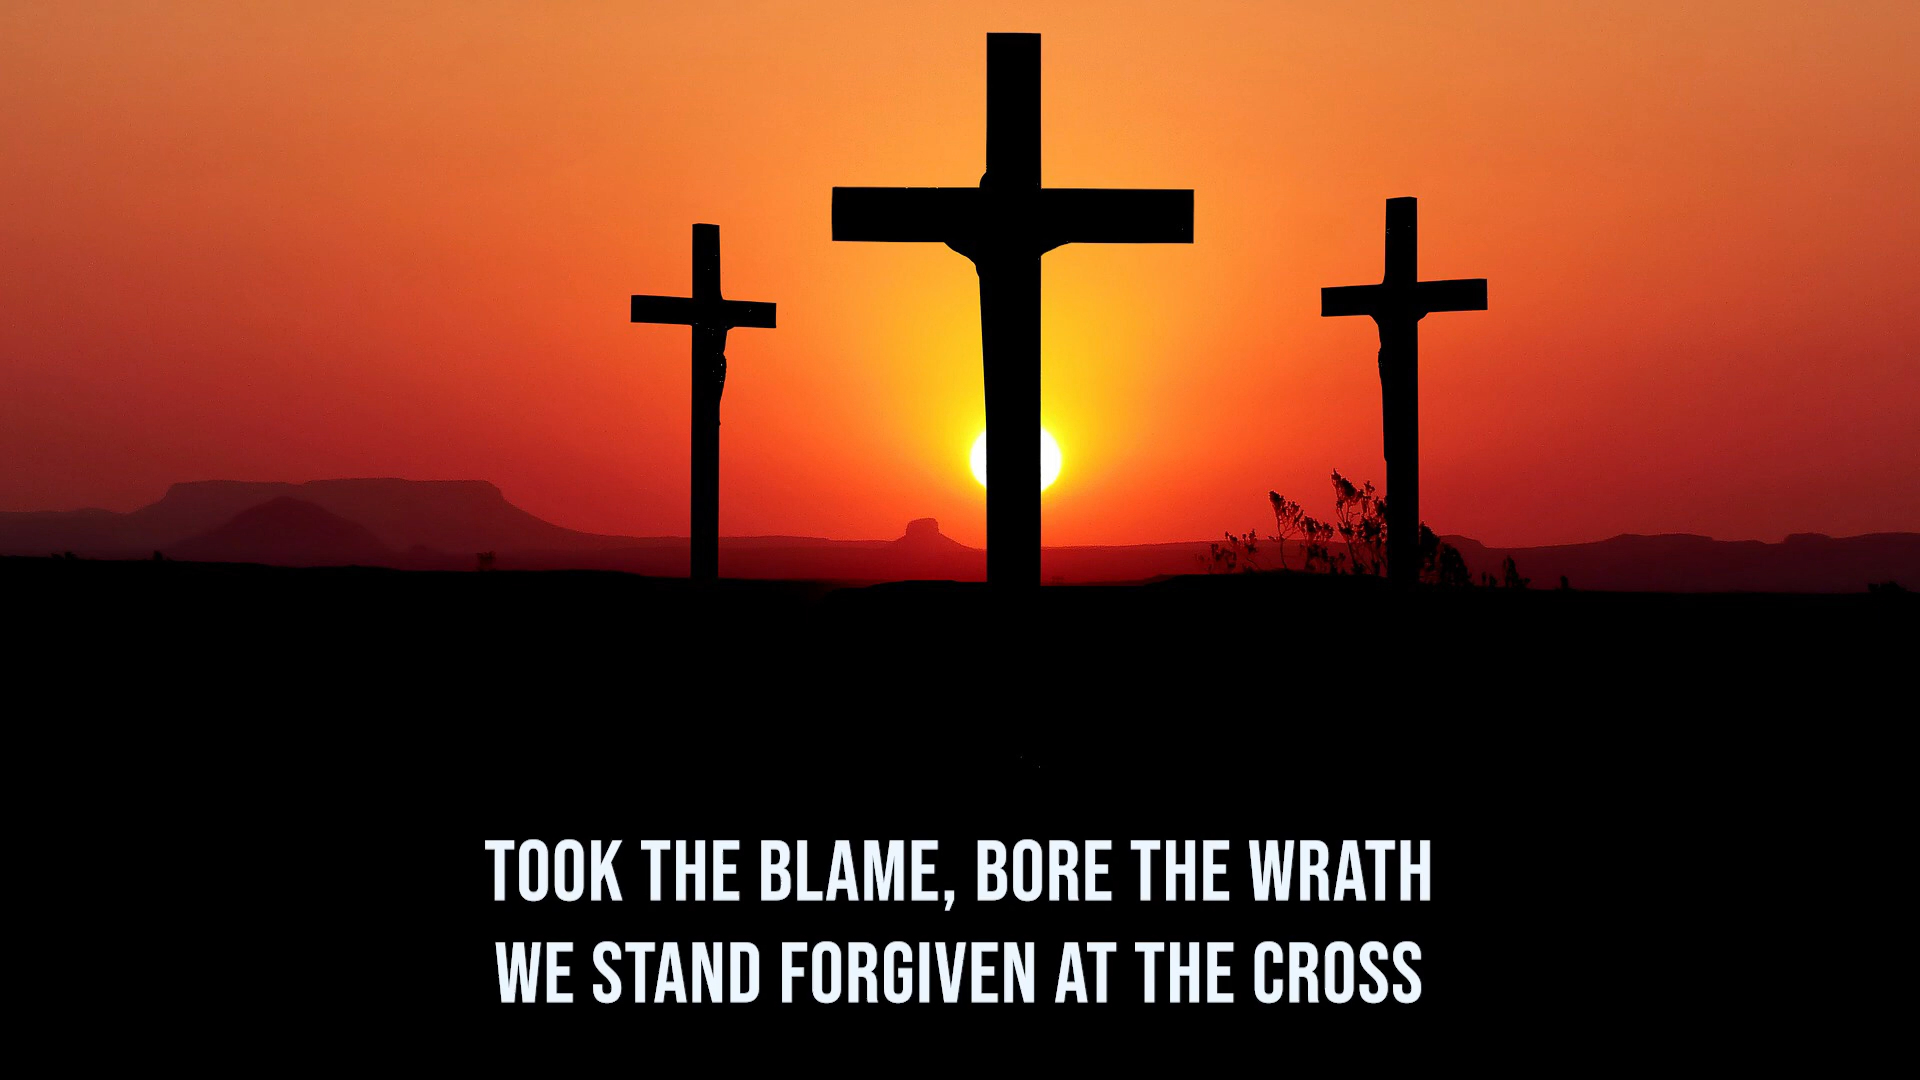 TOOK THE BLAME, BORE THE WRATH
WE STAND FORGIVEN AT THE CROSS